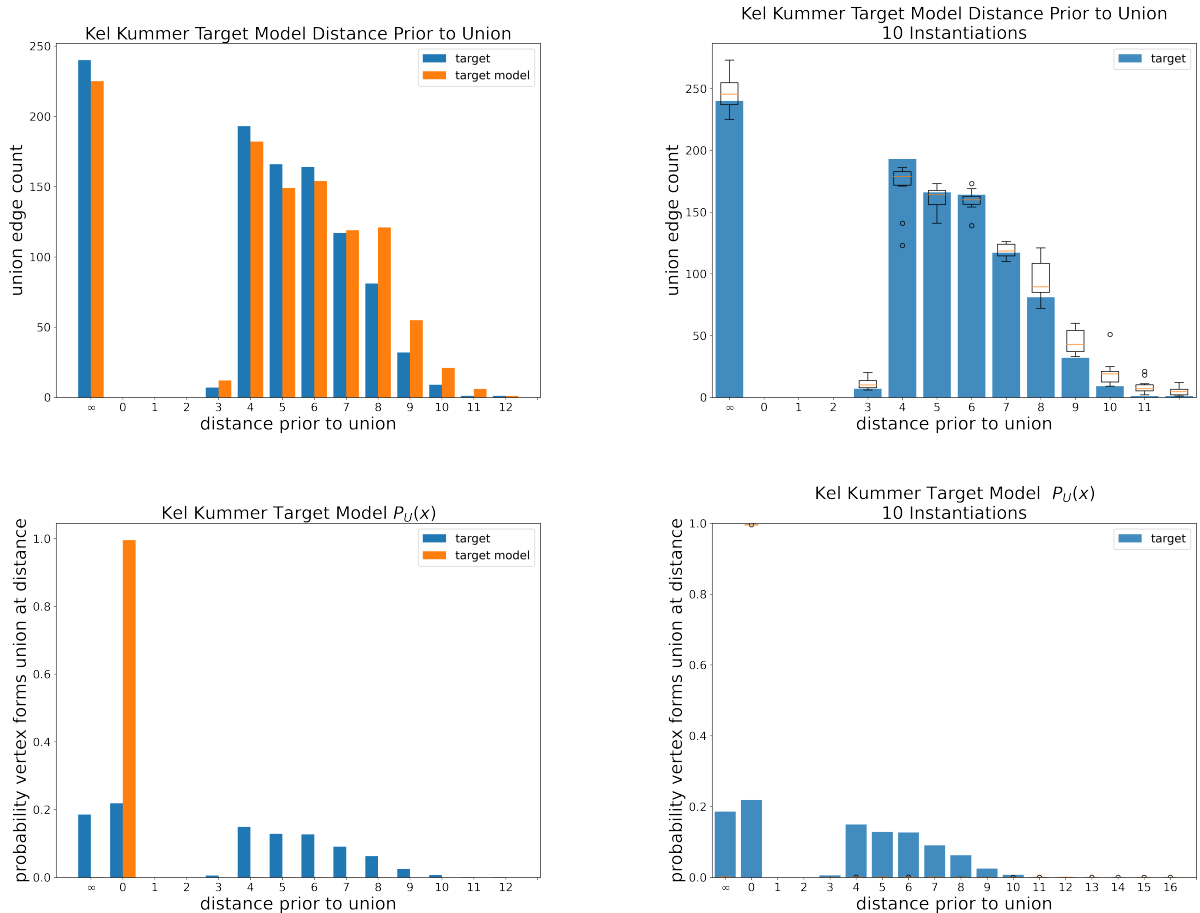 Kel Kummer Target Model Distance Prior to Union
target
target model
union edge count
250
200
150
100
50
0
∞ 0 1 2 3 4 5 6 7 8 9 10 11 12
distance prior to union
Kel Kummer Target Model Distance Prior to Union
10 Instantiations
target
union edge count
250
200
150
100
50
0
∞ 0 1 2 3 4 5 6 7 8 9 10 11
distance prior to union
Kel Kummer Target Model P_U(x)
target
target model
probability vertex forms union at distance
1.0
0.8
0.6
0.4
0.2
0.0
∞ 0 1 2 3 4 5 6 7 8 9 10 11 12
distance prior to union
Kel Kummer Target Model P_U(x)
10 Instantiations
target
probability vertex forms union at distance
1.0
0.8
0.6
0.4
0.2
0.0
∞ 0 1 2 3 4 5 6 7 8 9 10 11 12 13 14 15 16
distance prior to union